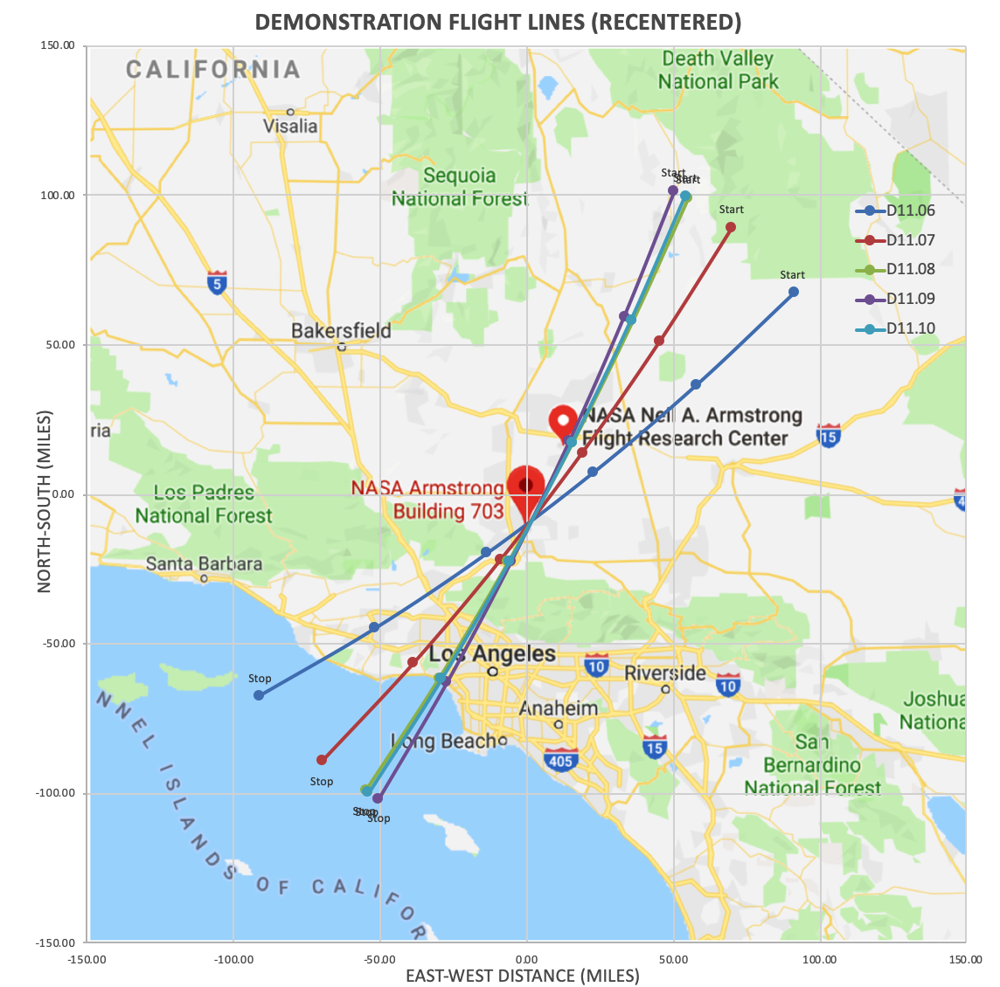 DEMONSTRATION FLIGHT LINES (RECENTERED)
150.00
CALIFORNIA
Death Valley
National Park
Visalia
Sequoia
National Forest
Start
Start
Start
100.00
Start
D11.06
D11.07
D11.08
D11.09
D11.10
Start
5
Bakersfield
50.00
NASA Neil A. Armstrong
Flight Research Center
15
ria
NASA Armstrong
Building 703
0.00
Los Padres
National Forest
4
Santa Barbara
-50.00
Los Angeles
10
Riverside
10
Stop
Anaheim
Joshua
Nationa
Long Beach
15
405
San
Bernardino
National Forest
Stop
-100.00
Stop
Stop
Stop
NNEL ISLANDS OF CALIFOR
-150.00
-150.00
-100.00
-50.00
0.00
50.00
100.00
150.00
NORTH-SOUTH (MILES)
EAST-WEST DISTANCE (MILES)